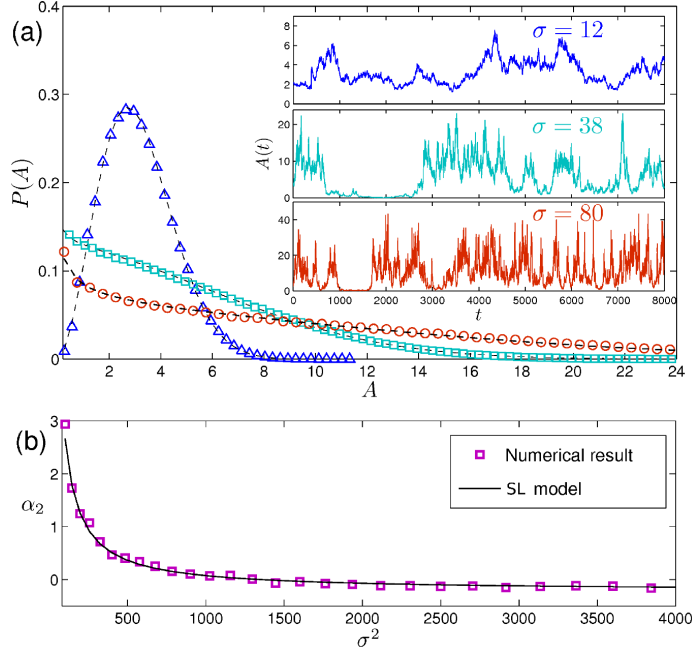 (a)
P(A)
0.4
0.3
0.2
0.1
0
2 4 6 8 10 12 14 16 18 20 22 24
A
8
6
4
2
0
σ = 12
A(t)
20
10
0
σ = 38
40
20
0
σ = 80
0 1000 2000 3000 4000 5000 6000 7000 8000
t
(b)
α2
3
2
1
0
500 1000 1500 2000 2500 3000 3500 4000
σ²
Numerical result
SL model